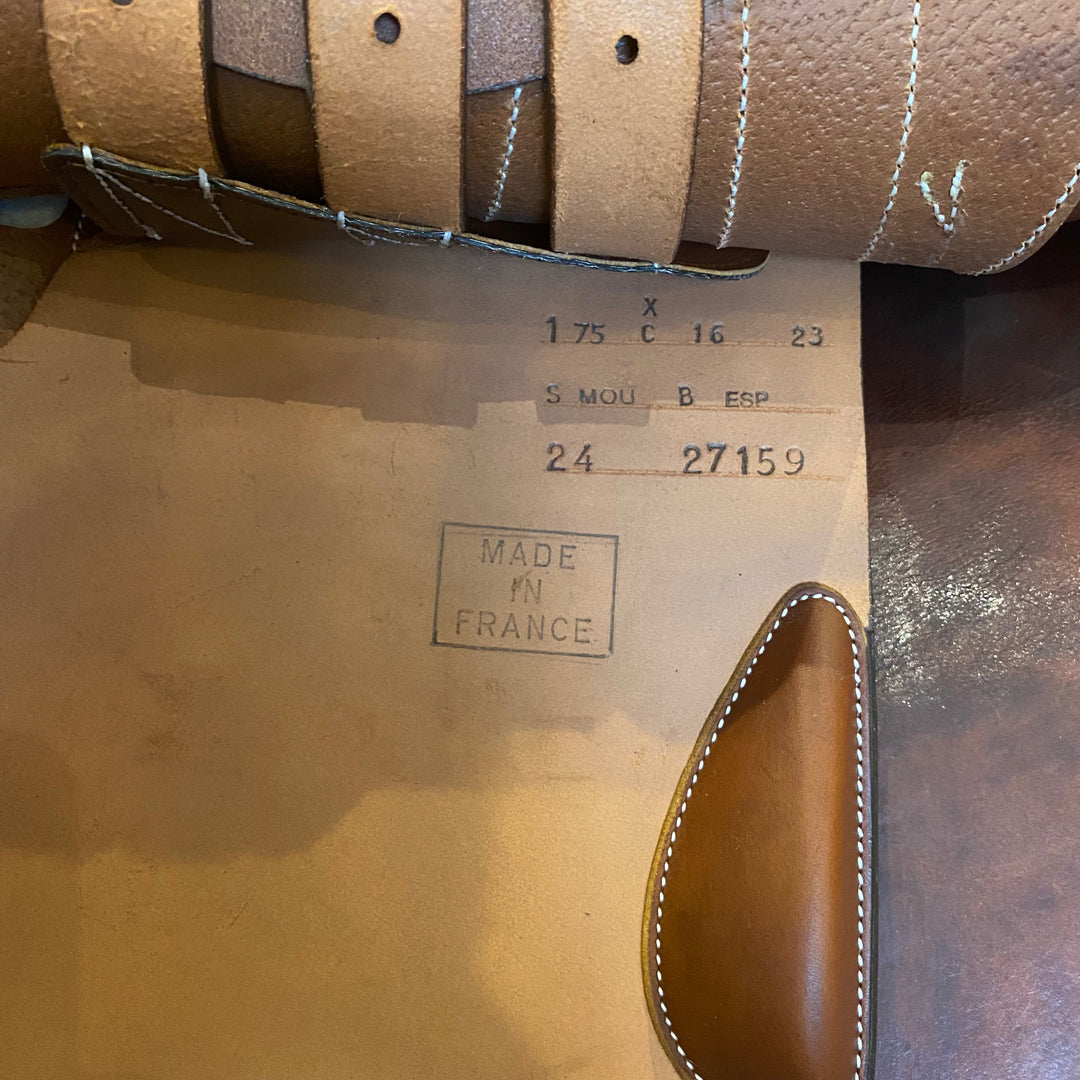 X
1 75 C 16 23
S MOU B ESP
24 27159
MADE
IN
FRANCE